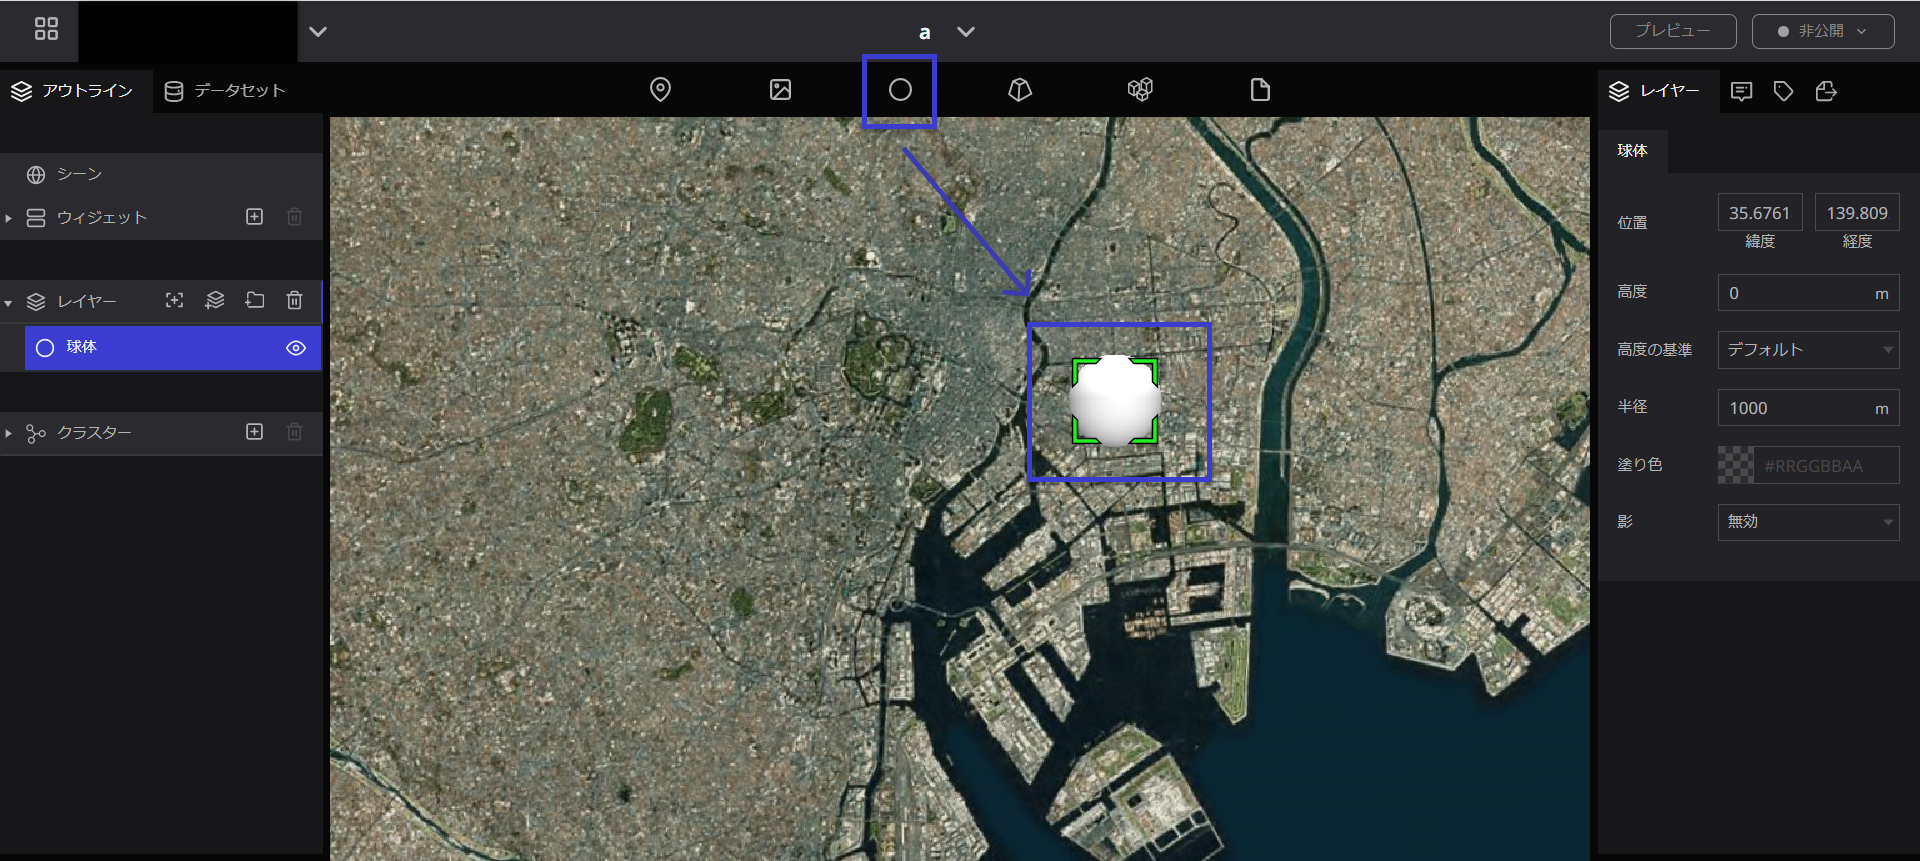 a
プレビュー
非公開
アウトライン
データセット
シーン
ウィジェット
レイヤー
球体
クラスター
レイヤー
球体
位置
35.6761
139.809
緯度
経度
高度
0
m
高度の基準
デフォルト
半径
1000
m
塗り色
#RRGGBBAA
影
無効